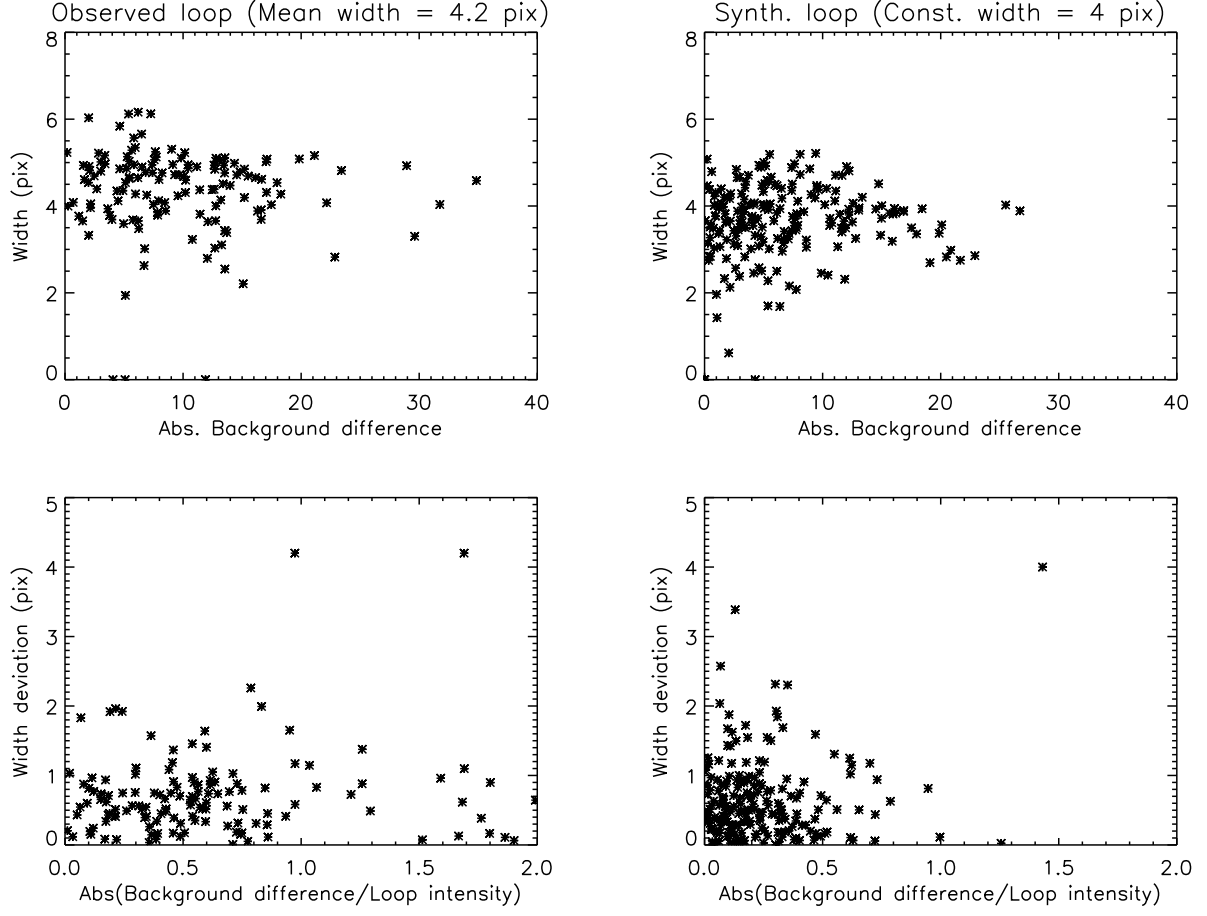 Observed loop (Mean width = 4.2 pix)
Width (pix)
8
6
4
2
0
0 10 20 30 40
Abs. Background difference
Synth. loop (Const. width = 4 pix)
Width (pix)
8
6
4
2
0
0 10 20 30 40
Abs. Background difference
Width deviation (pix)
5
4
3
2
1
0
0.0 0.5 1.0 1.5 2.0
Abs(Background difference/Loop intensity)
Width deviation (pix)
5
4
3
2
1
0
0.0 0.5 1.0 1.5 2.0
Abs(Background difference/Loop intensity)